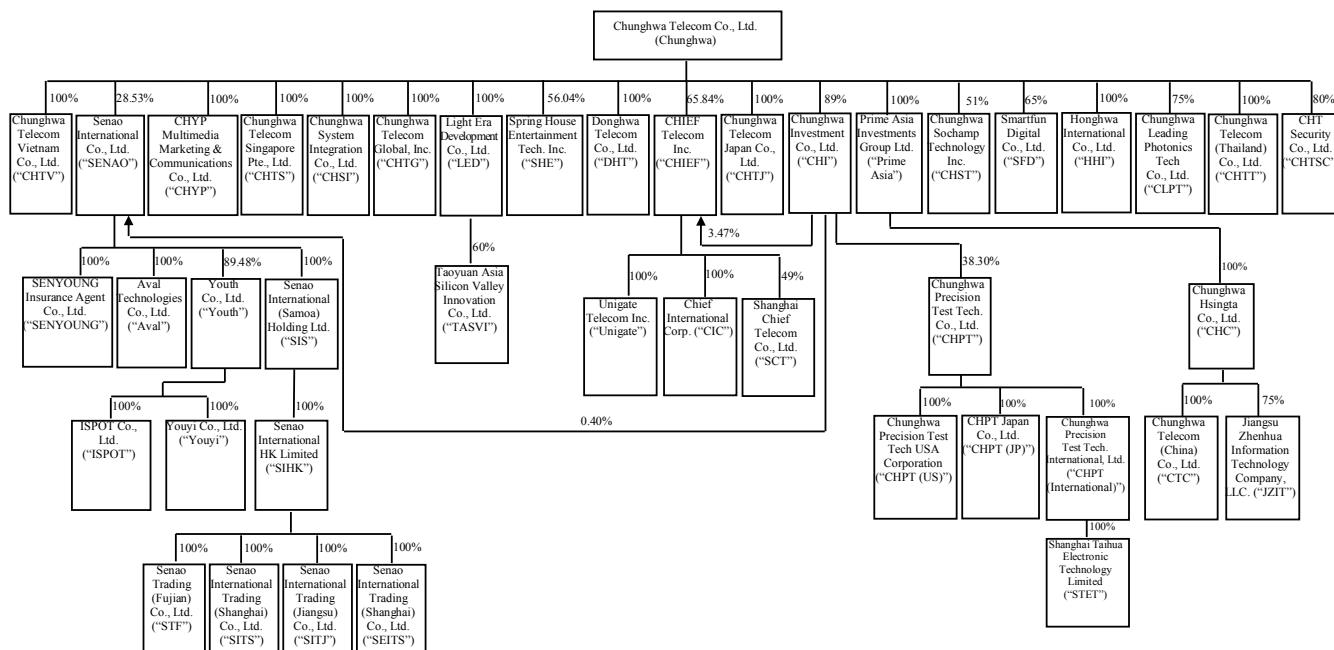 Chunghwa Telecom Co., Ltd.
(Chunghwa)
100%
28.53%
100%
100%
100%
100%
100%
56.04%
100%
65.84%
100%
89%
100%
51%
65%
100%
75%
100%
80%
Chunghwa
Telecom
Vietnam
Co., Ltd.
(“CHTV”)
Senao
International
Co., Ltd.
(“SENAO”)
CHYP
Multimedia
Marketing &
Communications
Co., Ltd.
(“CHYP”)
Chunghwa
Telecom
Singapore
Pte., Ltd.
(“CHTS”)
Chunghwa
System
Integration
Co., Ltd.
(“CHSI”)
Chunghwa
Telecom
Global, Inc.
(“CHTG”)
Light Era
Development
Co., Ltd.
(“LED”)
Spring House
Entertainment
Tech. Inc.
(“SHE”)
Donghwa
Telecom
Co., Ltd.
(“DHT”)
CHIEF
Telecom
Inc.
(“CHIEF”)
Chunghwa
Telecom
Japan Co.,
Ltd.
(“CHTJ”)
Chunghwa
Investment
Co., Ltd.
(“CHI”)
Prime Asia
Investments
Group Ltd.
(“Prime
Asia”)
Chunghwa
Sochamp
Technology
Inc.
(“CHST”)
Smartfun
Digital
Co., Ltd.
(“SFD”)
Honghwa
International
Co., Ltd.
(“HHI”)
Chunghwa
Leading
Photonics
Tech
Co., Ltd.
(“CLPT”)
Chunghwa
Telecom
(Thailand)
Co., Ltd.
(“CHTT”)
CHT
Security
Co., Ltd.
(“CHTSC”)
3.47%
100%
100%
89.48%
100%
60%
100%
100%
49%
38.30%
100%
SENYOUNG
Insurance Agent
Co., Ltd.
(“SENYOUNG”)
Aval
Technologies
Co., Ltd.
(“Aval”)
Youth
Co., Ltd.
(“Youth”)
Senao
International
(Samoa)
Holding Ltd.
(“SIS”)
Taoyuan Asia
Silicon Valley
Innovation
Co., Ltd.
(“TASVI”)
Unigate
Telecom Inc.
(“Unigate”)
Chief
International
Corp. (“CIC”)
Shanghai
Chief
Telecom
Co., Ltd.
(“SCT”)
Chunghwa
Precision
Test Tech.
Co., Ltd.
(“CHPT”)
Chunghwa
Hsingta
Co., Ltd.
(“CHC”)
100%
100%
100%
0.40%
100%
100%
100%
100%
75%
ISPOT Co.,
Ltd.
(“ISPOT”)
Youyi Co., Ltd.
(“Youyi”)
Senao
International
HK Limited
(“SIHK”)
Chunghwa
Precision Test
Tech USA
Corporation
(“CHPT (US)”)
CHPT Japan
Co., Ltd.
(“CHPT (JP)”)
Chunghwa
Precision
Test Tech.
International, Ltd.
(“CHPT
(International)”)
Chunghwa
Telecom
(China)
Co., Ltd.
(“CTC”)
Jiangsu
Zhenhua
Information
Technology
Company,
LLC. (“JZIT”)
100%
100%
100%
100%
100%
Senao
Trading
(Fujian)
Co., Ltd.
(“STF”)
Senao
International
Trading
(Shanghai)
Co., Ltd.
(“SITS”)
Senao
International
Trading
(Jiangsu)
Co., Ltd.
(“SITJ”)
Senao
International
Trading
(Shanghai)
Co., Ltd.
(“SEITS”)
Shanghai Taihua
Electronic
Technology
Limited
(“STET”)